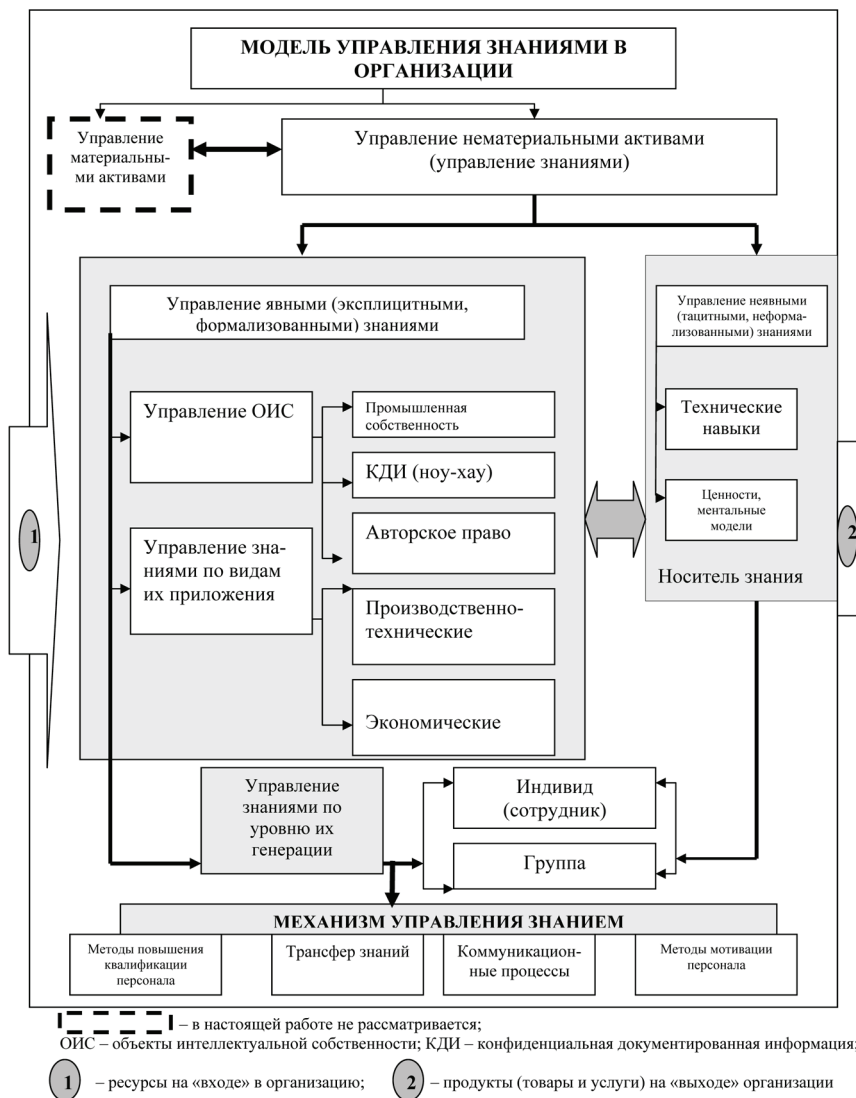 МОДЕЛЬ УПРАВЛЕНИЯ ЗНАНИЯМИ В
ОРГАНИЗАЦИИ
Управление
материальны-
ми активами
Управление нематериальными активами
(управление знаниями)
Управление явными (эксплицитными,
формализованными) знаниями
Управление ОИС
Промышленная
собственность
КДИ (ноу-хау)
Авторское право
Управление зна-
ниями по видам
их приложения
Производственно-
технические
Экономические
Управление неявными
(тацитными, неформа-
лизованными) знаниями
Технические
навыки
Ценности,
ментальные
модели
Носитель знания
1
2
Управление
знаниями по
уровню их
генерации
Индивид
(сотрудник)
Группа
МЕХАНИЗМ УПРАВЛЕНИЯ ЗНАНИЕМ
Методы повышения
квалификации
персонала
Трансфер знаний
Коммуникацион-
ные процессы
Методы мотивации
персонала
– в настоящей работе не рассматривается;
ОИС – объекты интеллектуальной собственности; КДИ – конфиденциальная документированная информация;
1 – ресурсы на «входе» в организацию; 2 – продукты (товары и услуги) на «выходе» организации